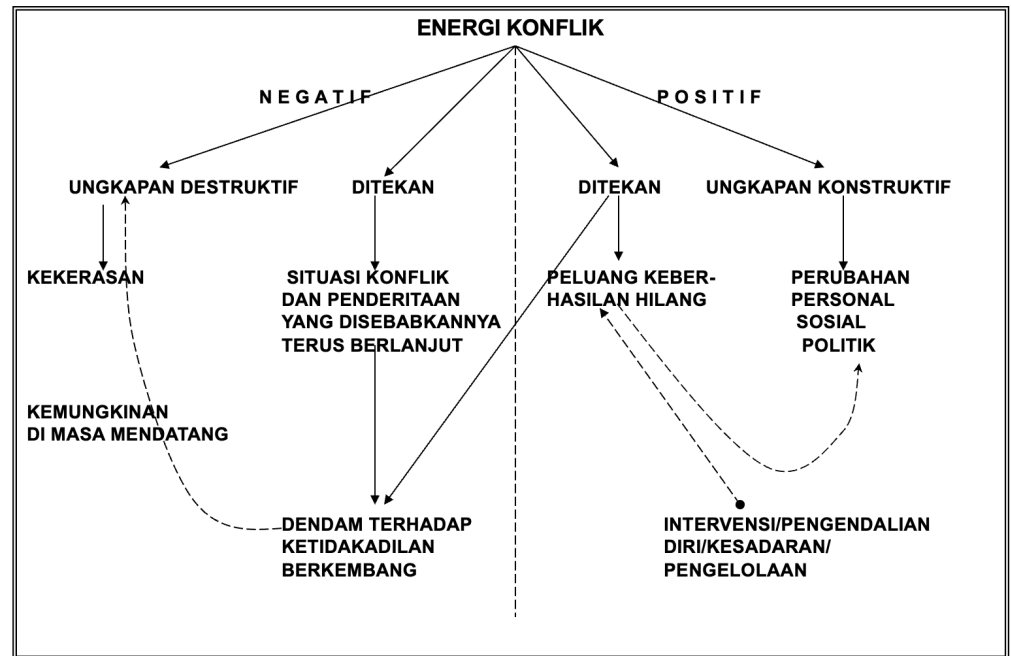 ENERGI KONFLIK
N E G A T I F
P O S I T I F
UNGKAPAN DESTRUKTIF
DITEKAN
DITEKAN
UNGKAPAN KONSTRUKTIF
KEKERASAN
SITUASI KONFLIK
DAN PENDERITAAN
YANG DISEBABKANNYA
TERUS BERLANJUT
PELUANG KEBER-
HASILAN HILANG
PERUBAHAN
PERSONAL
SOSIAL
POLITIK
KEMUNGKINAN
DI MASA MENDATANG
DENDAM TERHADAP
KETIDAKADILAN
BERKEMBANG
INTERVENSI/PENGENDALIAN
DIRI/KESADARAN/
PENGELOLAAN